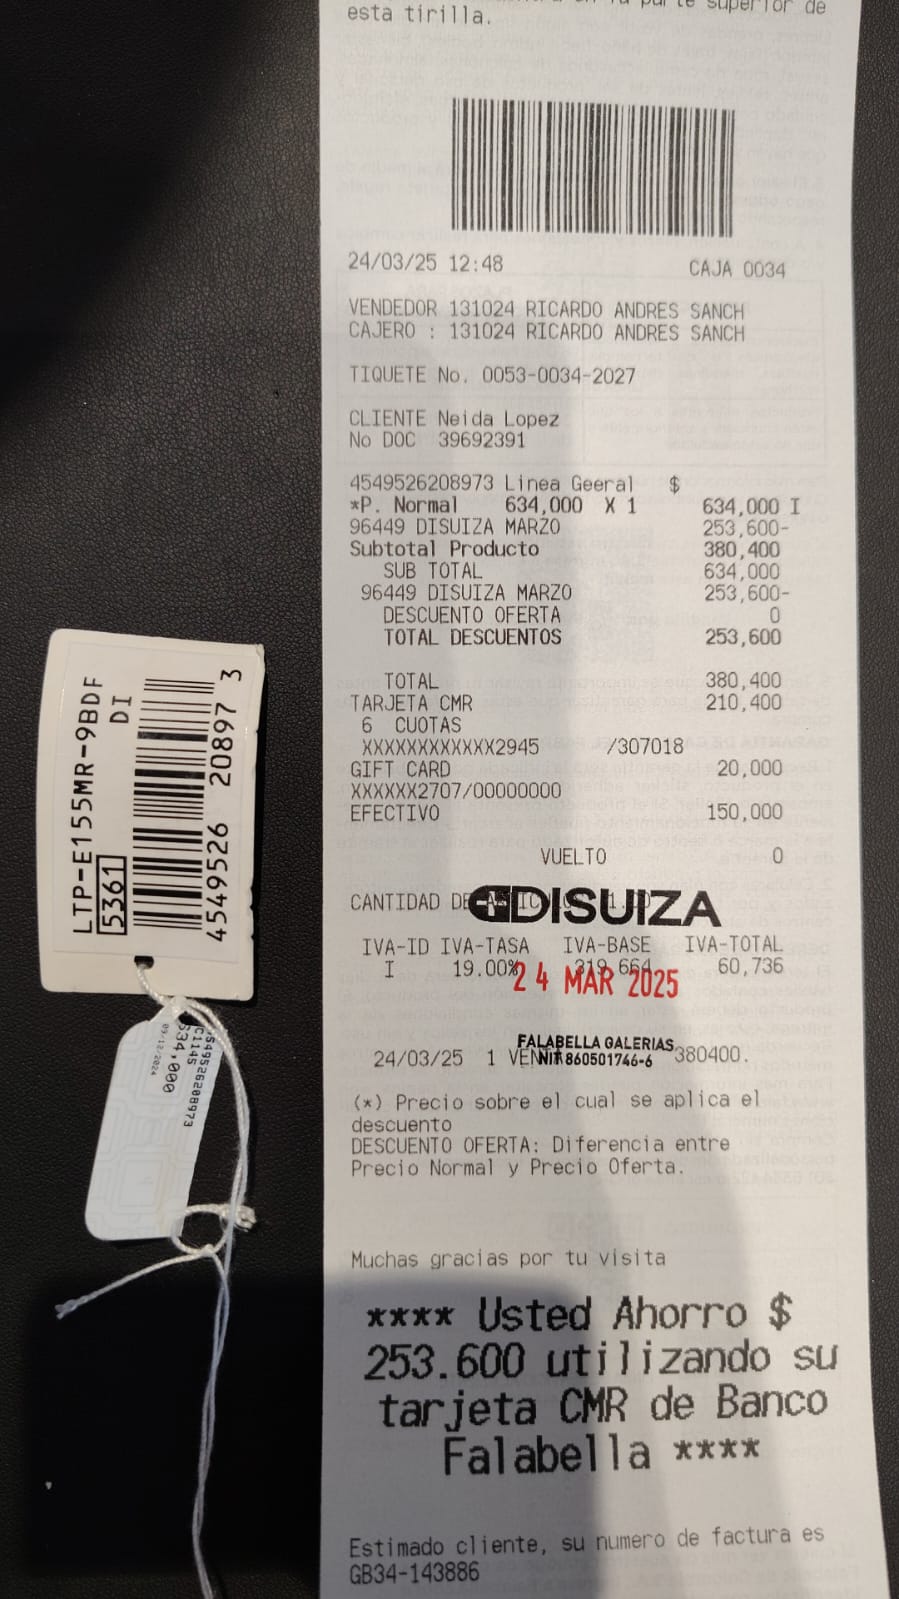 esta tirilla.
24/03/25 12:48 CAJA 0034
VENDEDOR 131024 RICARDO ANDRES SANCH
CAJERO : 131024 RICARDO ANDRES SANCH
TIQUETE No. 0053-0034-2027
CLIENTE Neida Lopez
No DOC 39692391
4549526208973 Linea Geeral $
*P. Normal 634,000 X 1 634,000 I
96449 DISUIZA MARZO 253,600-
Subtotal Producto 380,400
SUB TOTAL 634,000
96449 DISUIZA MARZO 253,600-
DESCUENTO OFERTA 0
TOTAL DESCUENTOS 253,600
TOTAL 380,400
TARJETA CMR 210,400
6 CUOTAS
XXXXXXXXXXXX2945 /307018
GIFT CARD 20,000
XXXXXX2707/00000000
EFECTIVO 150,000
VUELTO 0
CANTIDAD DE
DISUIZA
IVA-ID IVA-TASA IVA-BASE IVA-TOTAL
I 19.00% 319,664 60,736
24 MAR 2025
FALABELLA GALERIAS
NIT 860501746-6
24/03/25 1 380400.
(*) Precio sobre el cual se aplica el
descuento
DESCUENTO OFERTA: Diferencia entre
Precio Normal y Precio Oferta.
Muchas gracias por tu visita
**** Usted Ahorro $
253.600 utilizando su
tarjeta CMR de Banco
Falabella ****
Estimado cliente, su numero de factura es
GB34-143886
LTP-E155MR-9BDF
DI
5361
4549526 20897 3
C1145
634,000
09/12/2024